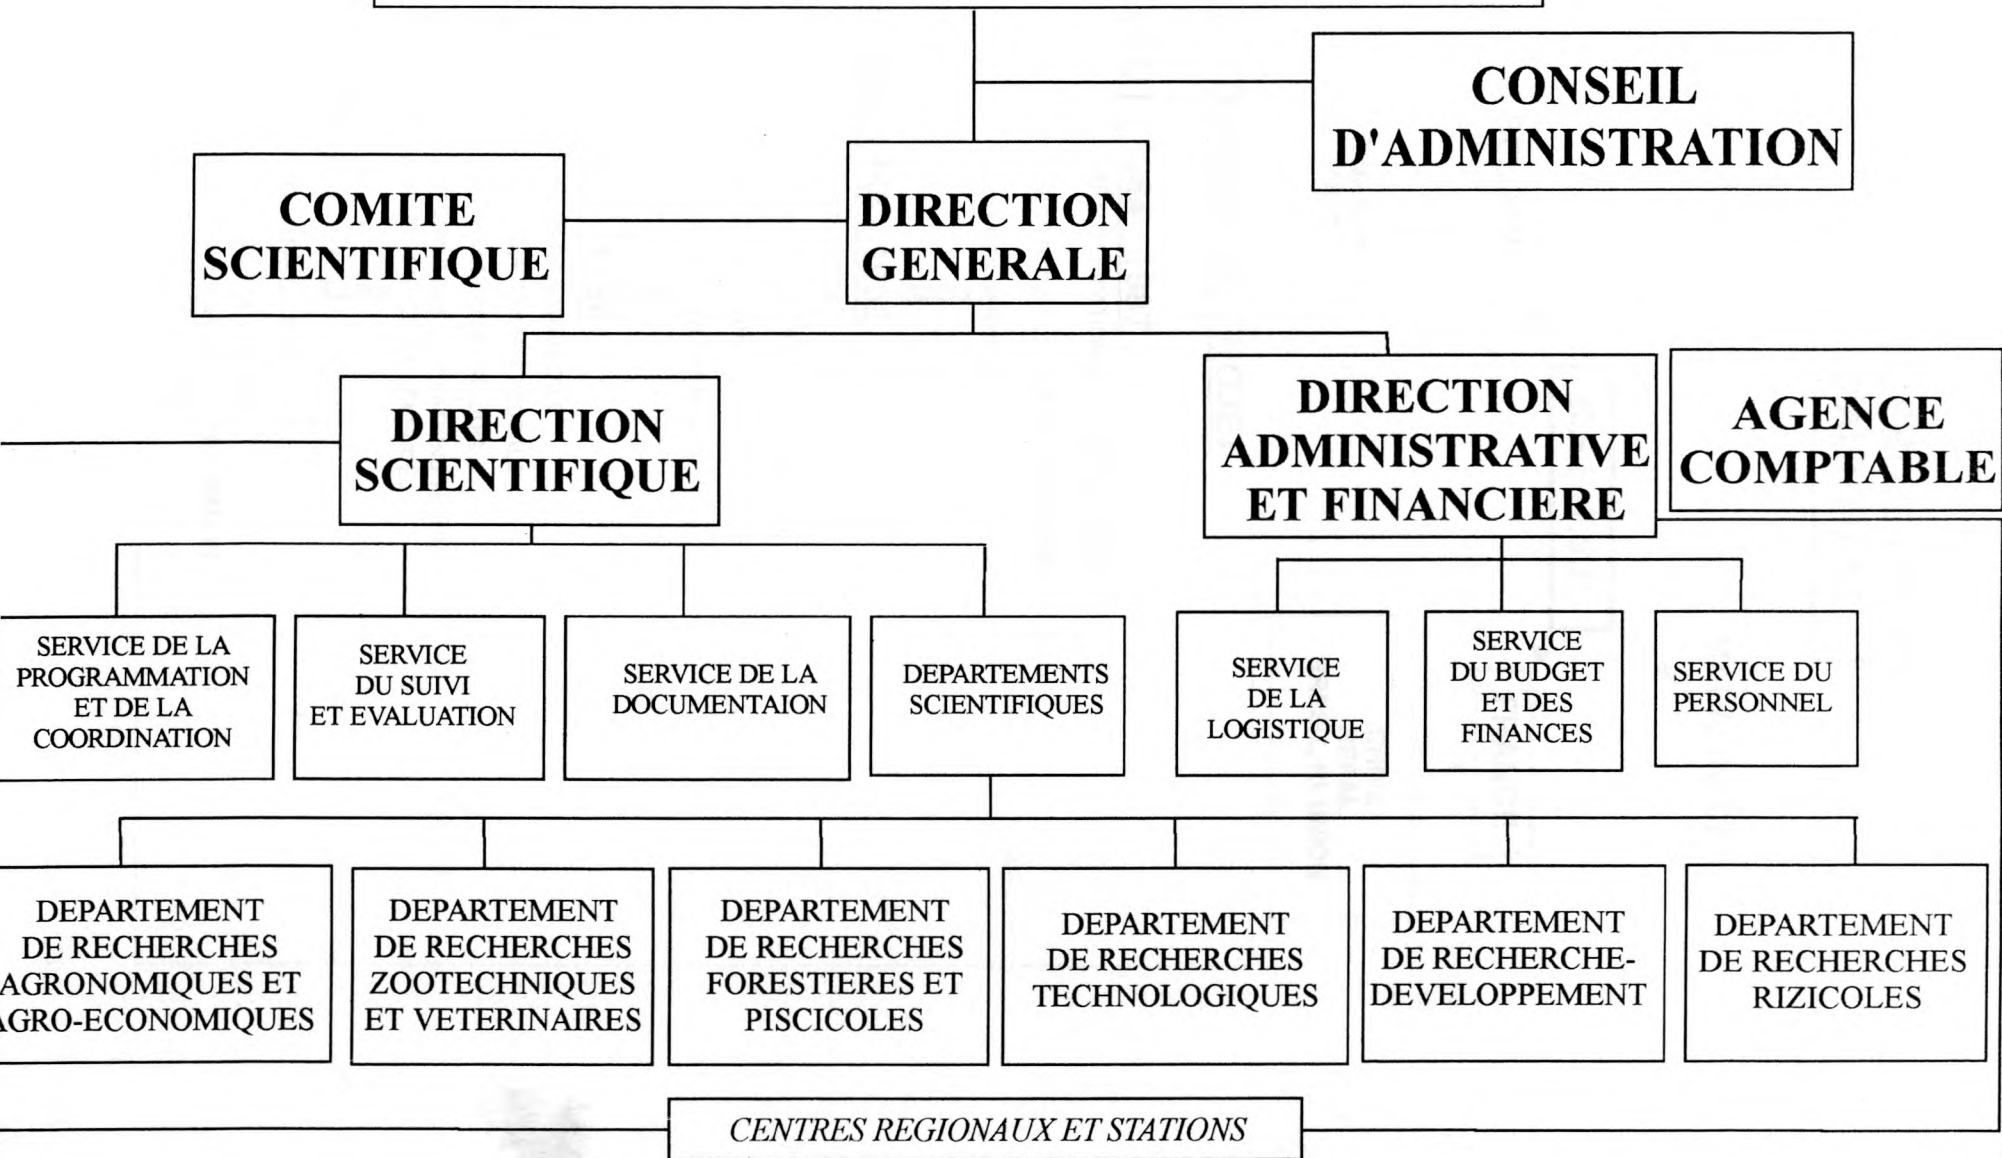 CONSEIL
D'ADMINISTRATION
COMITE
SCIENTIFIQUE
DIRECTION
GENERALE
DIRECTION
SCIENTIFIQUE
DIRECTION
ADMINISTRATIVE
ET FINANCIERE
AGENCE
COMPTABLE
SERVICE DE LA
PROGRAMMATION
ET DE LA
COORDINATION
SERVICE
DU SUIVI
ET EVALUATION
SERVICE DE LA
DOCUMENTAION
DEPARTEMENTS
SCIENTIFIQUES
SERVICE
DE LA
LOGISTIQUE
SERVICE
DU BUDGET
ET DES
FINANCES
SERVICE DU
PERSONNEL
DEPARTEMENT
DE RECHERCHES
AGRONOMIQUES ET
AGRO-ECONOMIQUES
DEPARTEMENT
DE RECHERCHES
ZOOTECHNIQUES
ET VETERINAIRES
DEPARTEMENT
DE RECHERCHES
FORESTIERES ET
PISCICOLES
DEPARTEMENT
DE RECHERCHES
TECHNOLOGIQUES
DEPARTEMENT
DE RECHERCHE-
DEVELOPPEMENT
DEPARTEMENT
DE RECHERCHES
RIZICOLES
CENTRES REGIONAUX ET STATIONS